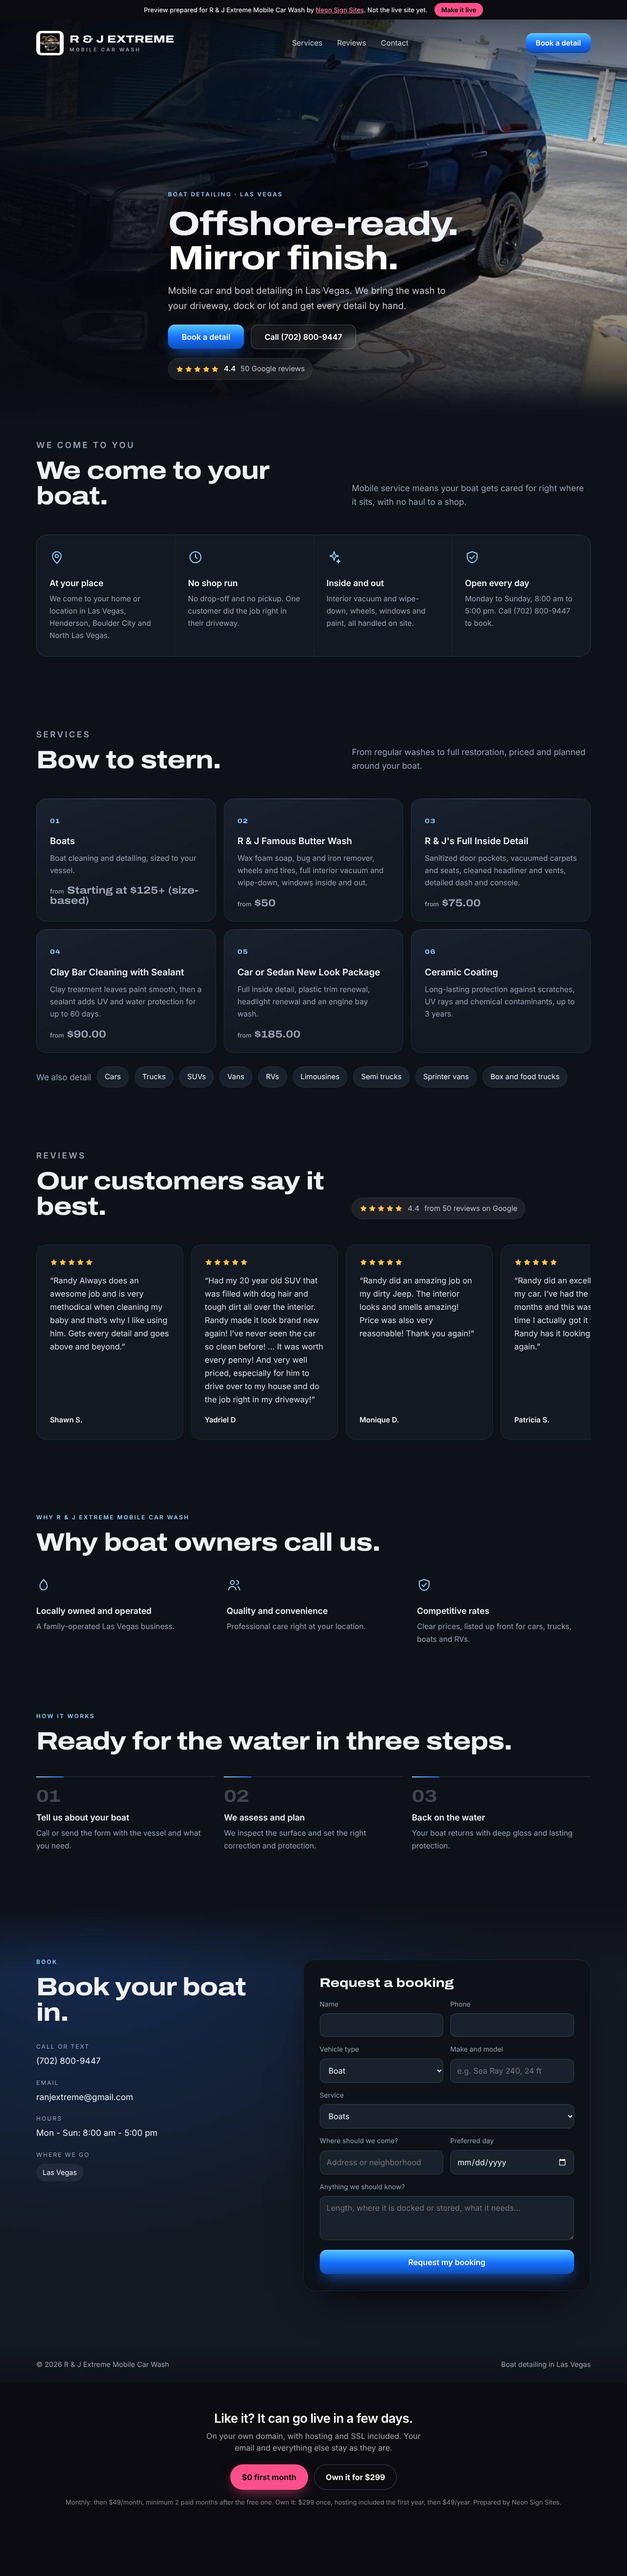 Preview prepared for R & J Extreme Mobile Car Wash by Neon Sign Sites. Not the live site yet. Make it live
R & J EXTREME
MOBILE CAR WASH
Services Reviews Contact
Book a detail
BOAT DETAILING · LAS VEGAS
Offshore-ready.
Mirror finish.
Mobile car and boat detailing in Las Vegas. We bring the wash to
your driveway, dock or lot and get every detail by hand.
Book a detail Call (702) 800-9447
4.4 50 Google reviews
WE COME TO YOU
We come to your
boat.
Mobile service means your boat gets cared for right where
it sits, with no haul to a shop.
At your place
We come to your home or
location in Las Vegas,
Henderson, Boulder City and
North Las Vegas.
No shop run
No drop-off and no pickup. One
customer did the job right in
their driveway.
Inside and out
Interior vacuum and wipe-
down, wheels, windows and
paint, all handled on site.
Open every day
Monday to Sunday, 8:00 am to
5:00 pm. Call (702) 800-9447
to book.
SERVICES
Bow to stern.
From regular washes to full restoration, priced and planned
around your boat.
01
Boats
Boat cleaning and detailing, sized to your
vessel.
from Starting at $125+ (size-
based)
02
R & J Famous Butter Wash
Wax foam soap, bug and iron remover,
wheels and tires, full interior vacuum and
wipe-down, windows inside and out.
from $50
03
R & J's Full Inside Detail
Sanitized door pockets, vacuumed carpets
and seats, cleaned headliner and vents,
detailed dash and console.
from $75.00
04
Clay Bar Cleaning with Sealant
Clay treatment leaves paint smooth, then a
sealant adds UV and water protection for
up to 60 days.
from $90.00
05
Car or Sedan New Look Package
Full inside detail, plastic trim renewal,
headlight renewal and an engine bay
wash.
from $185.00
06
Ceramic Coating
Long-lasting protection against scratches,
UV rays and chemical contaminants, up to
3 years.
We also detail Cars Trucks SUVs Vans RVs Limousines Semi trucks Sprinter vans Box and food trucks
REVIEWS
Our customers say it
best.
4.4 from 50 reviews on Google
“Randy Always does an
awesome job and is very
methodical when cleaning my
baby and that’s why I like using
him. Gets every detail and goes
above and beyond.”
Shawn S.
“Had my 20 year old SUV that
was filled with dog hair and
tough dirt all over the interior.
Randy made it look brand new
again! I’ve never seen the car
so clean before! ... It was worth
every penny! And very well
priced, especially for him to
drive over to my house and do
the job right in my driveway!”
Yadriel D
“Randy did an amazing job on
my dirty Jeep. The interior
looks and smells amazing!
Price was also very
reasonable! Thank you again!”
Monique D.
“Randy did an excell
my car. I’ve had the
months and this was
time I actually got it
Randy has it looking
again.”
Patricia S.
WHY R & J EXTREME MOBILE CAR WASH
Why boat owners call us.
Locally owned and operated
A family-operated Las Vegas business.
Quality and convenience
Professional care right at your location.
Competitive rates
Clear prices, listed up front for cars, trucks,
boats and RVs.
HOW IT WORKS
Ready for the water in three steps.
01
Tell us about your boat
Call or send the form with the vessel and what
you need.
02
We assess and plan
We inspect the surface and set the right
correction and protection.
03
Back on the water
Your boat returns with deep gloss and lasting
protection.
BOOK
Book your boat
in.
CALL OR TEXT
(702) 800-9447
EMAIL
ranjextreme@gmail.com
HOURS
Mon - Sun: 8:00 am - 5:00 pm
WHERE WE GO
Las Vegas
Request a booking
Name Phone
Vehicle type Make and model
Boat e.g. Sea Ray 240, 24 ft
Service
Boats
Where should we come? Preferred day
Address or neighborhood mm/dd/yyyy
Anything we should know?
Length, where it is docked or stored, what it needs...
Request my booking
© 2026 R & J Extreme Mobile Car Wash
Boat detailing in Las Vegas
Like it? It can go live in a few days.
On your own domain, with hosting and SSL included. Your
email and everything else stay as they are.
$0 first month Own it for $299
Monthly: then $49/month, minimum 2 paid months after the free one. Own it: $299 once, hosting included the first year, then $49/year. Prepared by Neon Sign Sites.